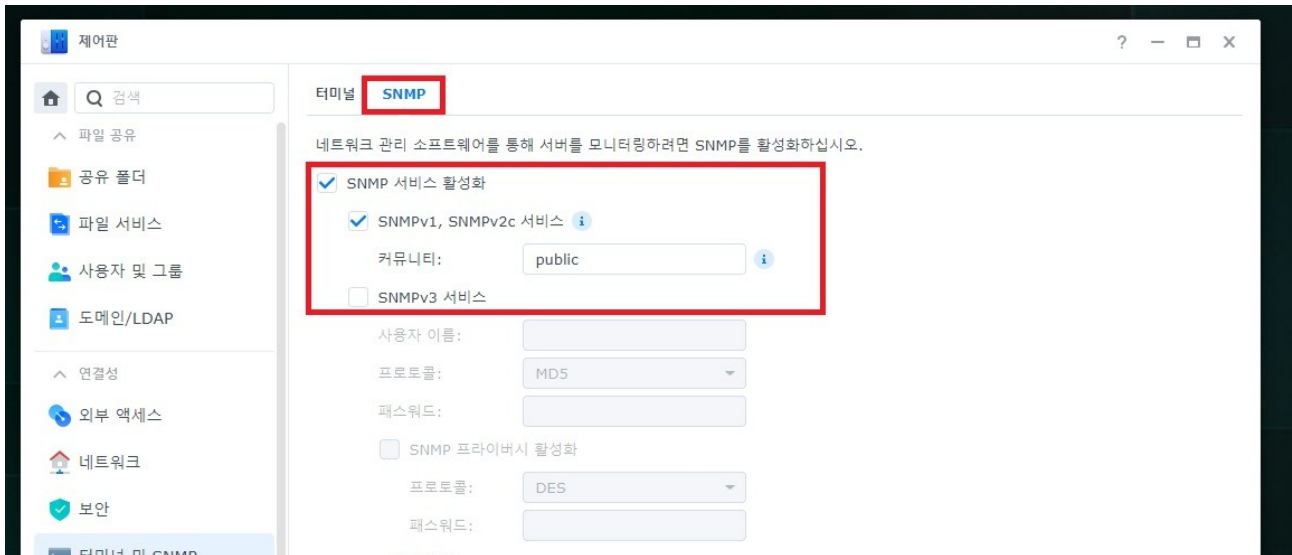 제어판
검색
터미널 SNMP
파일 공유
네트워크 관리 소프트웨어를 통해 서버를 모니터링하려면 SNMP를 활성화하십시오.
공유 폴더
SNMP 서비스 활성화
파일 서비스
SNMPv1, SNMPv2c 서비스
사용자 및 그룹
커뮤니티: public
SNMPv3 서비스
도메인/LDAP
사용자 이름:
연결성
프로토콜: MD5
외부 액세스
패스워드:
SNMP 프라이버시 활성화
네트워크
프로토콜: DES
보안
패스워드:
터미널 및 SNMP